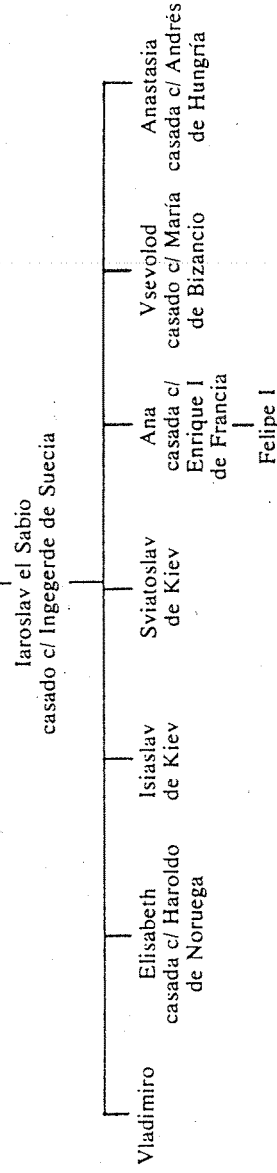 Iaroslav el Sabio
casado c/ Ingegerde de Suecia
Vladimiro
Elisabeth
casada c/ Haroldo
de Noruega
Isiaslav
de Kiev
Sviatoslav
de Kiev
Ana
casada c/
Enrique I
de Francia
Felipe I
Vsevolod
casado c/ María
de Bizancio
Anastasia
casada c/ Andrés
de Hungría